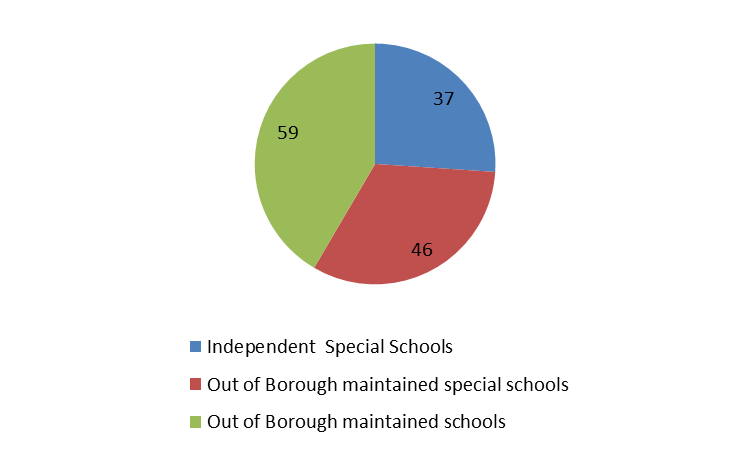 37
59
46
Independent  Special Schools
Out of Borough maintained special schools
Out of Borough maintained schools